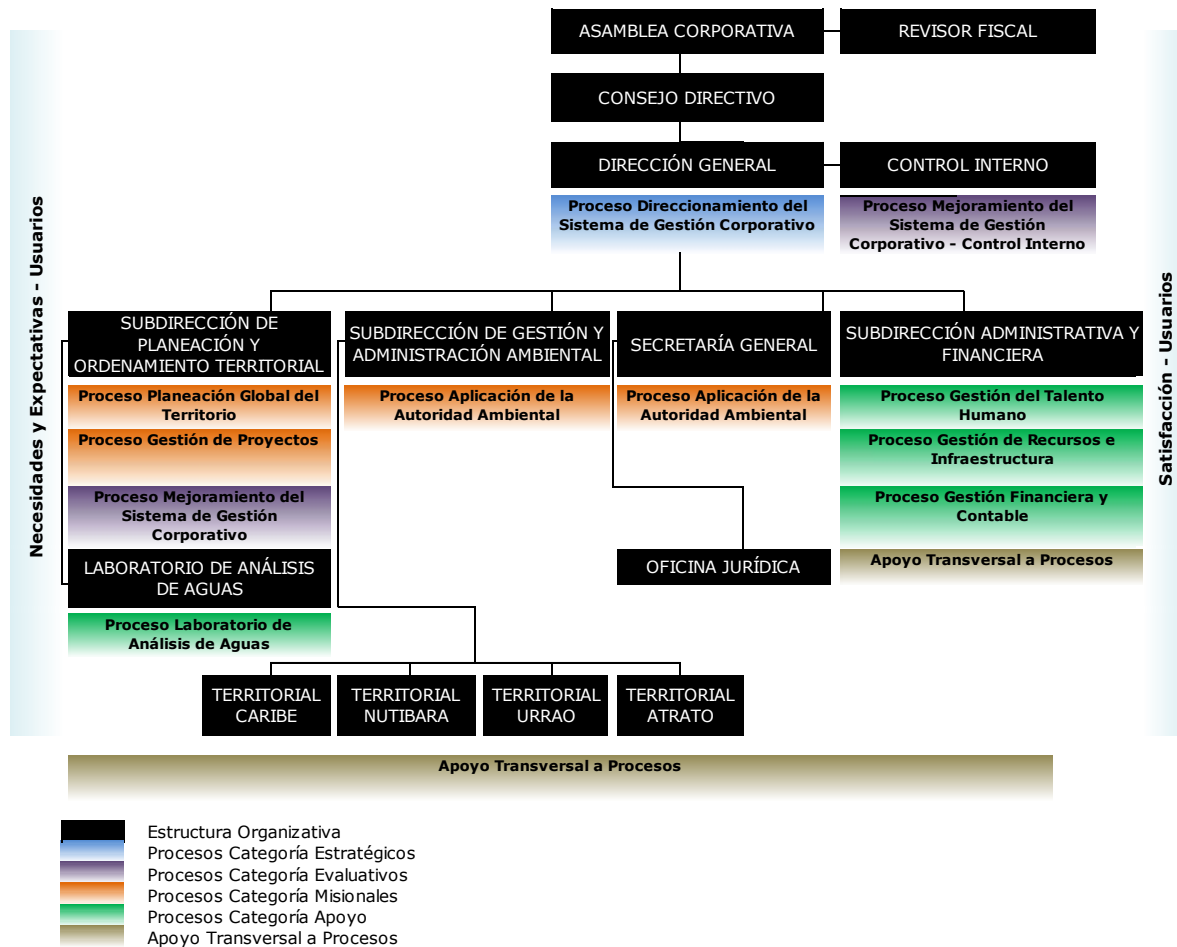 ASAMBLEA CORPORATIVA
REVISOR FISCAL
CONSEJO DIRECTIVO
DIRECCIÓN GENERAL
CONTROL INTERNO
Proceso Direccionamiento del
Sistema de Gestión Corporativo
Proceso Mejoramiento del
Sistema de Gestión
Corporativo - Control Interno
Necesidades y Expectativas - Usuarios
Satisfacción - Usuarios
SUBDIRECCIÓN DE
PLANEACIÓN Y
ORDENAMIENTO TERRITORIAL
Proceso Planeación Global del
Territorio
Proceso Gestión de Proyectos
Proceso Mejoramiento del
Sistema de Gestión
Corporativo
LABORATORIO DE ANÁLISIS
DE AGUAS
Proceso Laboratorio de
Análisis de Aguas
SUBDIRECCIÓN DE GESTIÓN Y
ADMINISTRACIÓN AMBIENTAL
Proceso Aplicación de la
Autoridad Ambiental
SECRETARÍA GENERAL
Proceso Aplicación de la
Autoridad Ambiental
OFICINA JURÍDICA
SUBDIRECCIÓN ADMINISTRATIVA Y
FINANCIERA
Proceso Gestión del Talento
Humano
Proceso Gestión de Recursos e
Infraestructura
Proceso Gestión Financiera y
Contable
Apoyo Transversal a Procesos
TERRITORIAL
CARIBE
TERRITORIAL
NUTIBARA
TERRITORIAL
URRAO
TERRITORIAL
ATRATO
Apoyo Transversal a Procesos
Estructura Organizativa
Procesos Categoría Estratégicos
Procesos Categoría Evaluativos
Procesos Categoría Misionales
Procesos Categoría Apoyo
Apoyo Transversal a Procesos